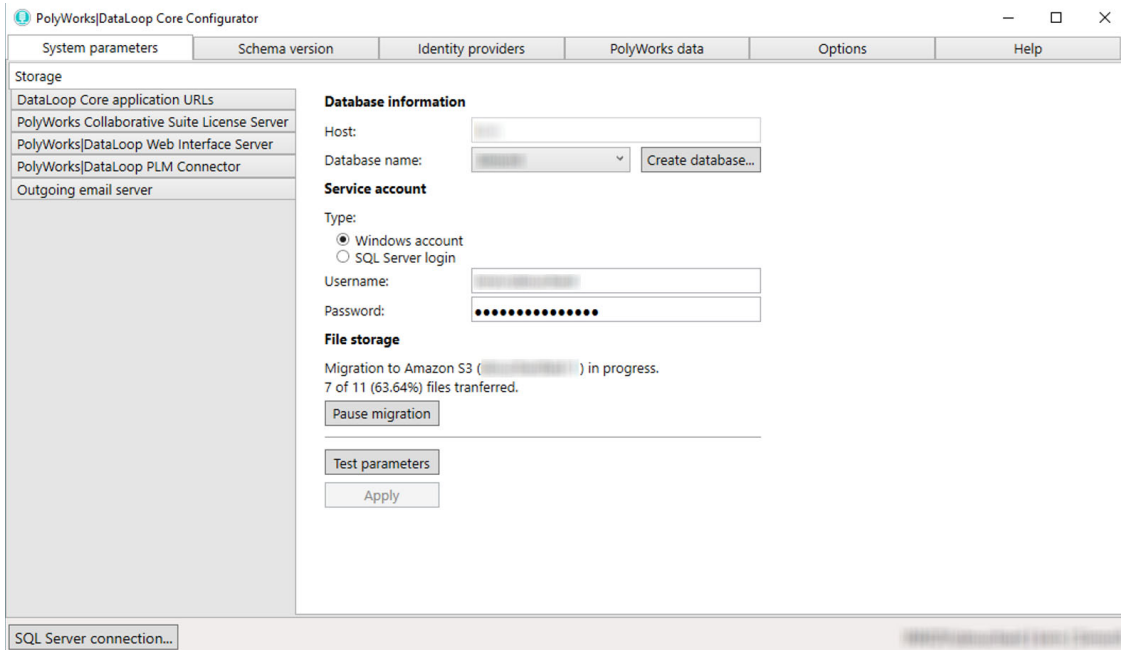 PolyWorks|DataLoop Core Configurator
System parameters Schema version Identity providers PolyWorks data Options Help
Storage
DataLoop Core application URLs
PolyWorks Collaborative Suite License Server
PolyWorks|DataLoop Web Interface Server
PolyWorks|DataLoop PLM Connector
Outgoing email server
Database information
Host:
Database name: Create database...
Service account
Type:
Windows account
SQL Server login
Username:
Password: ●●●●●●●●●●●●●●●
File storage
Migration to Amazon S3 ( ) in progress.
7 of 11 (63.64%) files tranferred.
Pause migration
Test parameters
Apply
SQL Server connection...